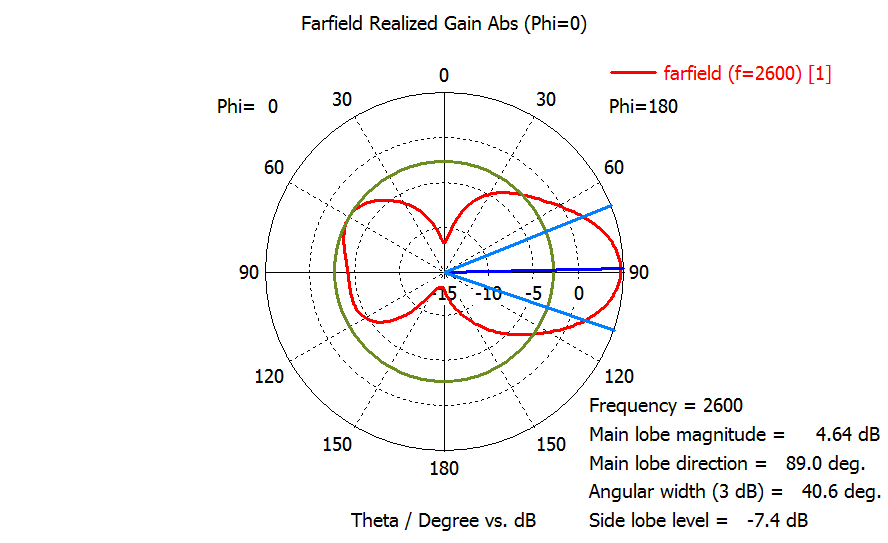 Farfield Realized Gain Abs (Phi=0)
farfield (f=2600) [1]
0
Phi= 0
30
30
Phi=180
60
60
90
-15
-10
-5
0
90
120
120
150
150
180
Frequency = 2600
Main lobe magnitude = 4.64 dB
Main lobe direction = 89.0 deg.
Angular width (3 dB) = 40.6 deg.
Theta / Degree vs. dB
Side lobe level = -7.4 dB